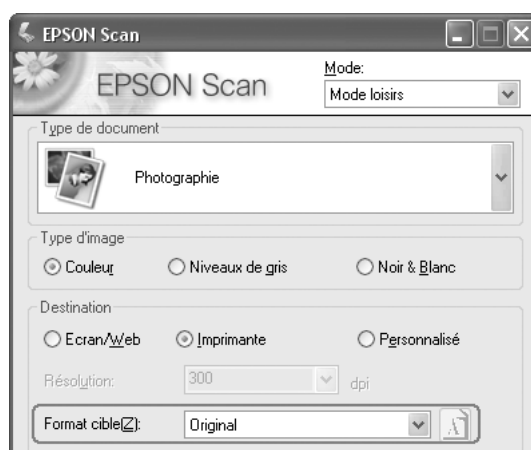 EPSON Scan
EPSON Scan
Mode:
Mode loisirs
Type de document
Photographie
Type d'image
Couleur
Niveaux de gris
Noir & Blanc
Destination
Ecran/Web
Imprimante
Personnalisé
Résolution:
300
dpi
Format cible(Z):
Original
A